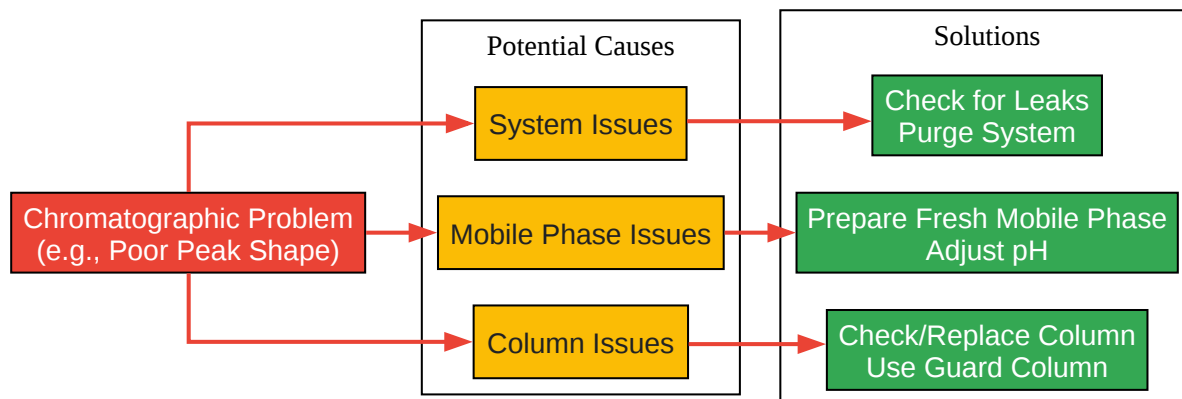 Potential Causes
Solutions
System Issues
Check for Leaks
Purge System
Chromatographic Problem
(e.g., Poor Peak Shape)
Mobile Phase Issues
Prepare Fresh Mobile Phase
Adjust pH
Column Issues
Check/Replace Column
Use Guard Column